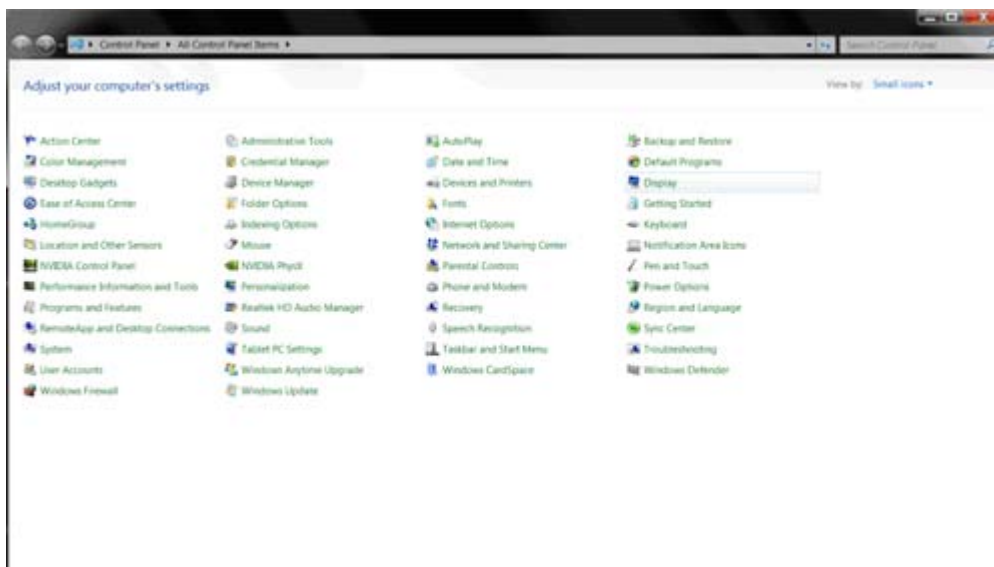 Control Panel All Control Panel Items Search Control Panel
Adjust your computer's settings View by: Small icons
Action Center Administrative Tools AutoPlay Backup and Restore
Color Management Credential Manager Date and Time Default Programs
Desktop Gadgets Device Manager Devices and Printers Display
Ease of Access Center Folder Options Fonts Getting Started
HomeGroup Indexing Options Internet Options Keyboard
Location and Other Sensors Mouse Network and Sharing Center Notification Area Icons
NVIDIA Control Panel NVIDIA PhysX Parental Controls Pen and Touch
Performance Information and Tools Personalization Phone and Modem Power Options
Programs and Features Realtek HD Audio Manager Recovery Region and Language
RemoteApp and Desktop Connections Sound Speech Recognition Sync Center
System Tablet PC Settings Taskbar and Start Menu Troubleshooting
User Accounts Windows Anytime Upgrade Windows CardSpace Windows Defender
Windows Firewall Windows Update